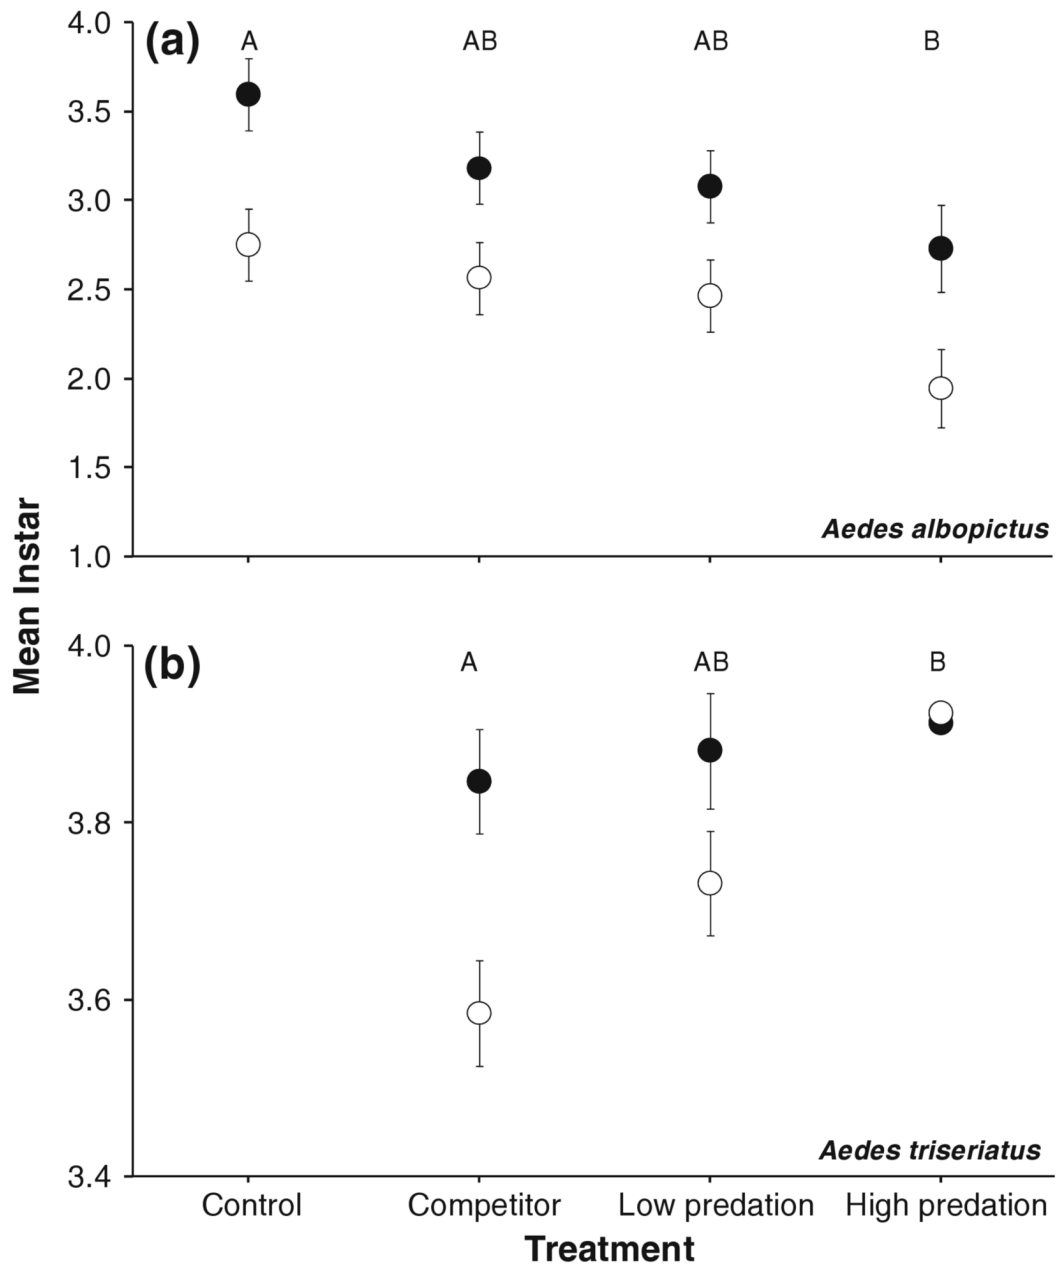 4.0
(a)
A
AB
AB
B
3.5
3.0
2.5
2.0
1.5
1.0
Aedes albopictus
Mean Instar
4.0
(b)
A
AB
B
3.8
3.6
3.4
Aedes triseriatus
Control
Competitor
Low predation
High predation
Treatment